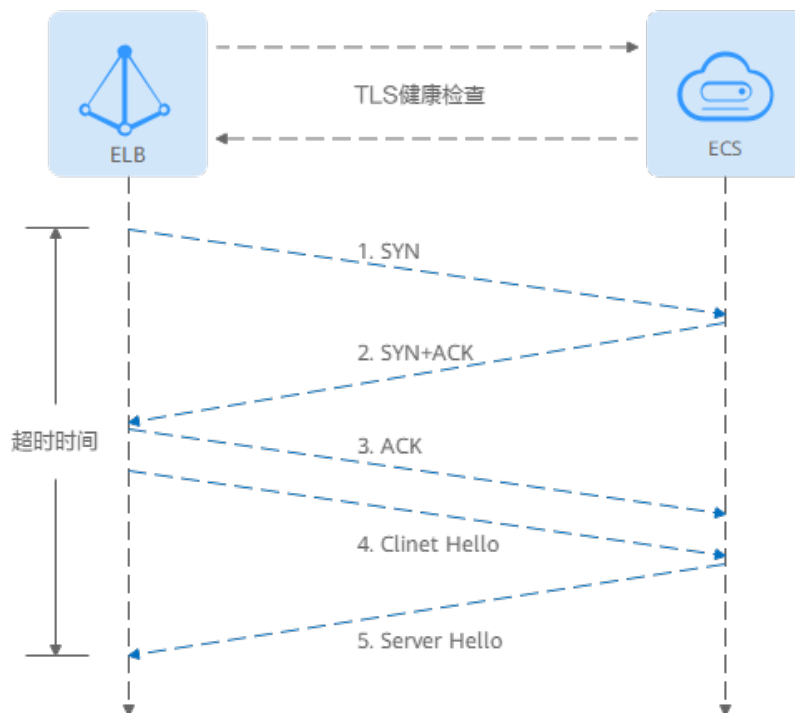 TLS健康检查
ELB
ECS
1. SYN
2. SYN+ACK
超时时间
3. ACK
4. Clinet Hello
5. Server Hello